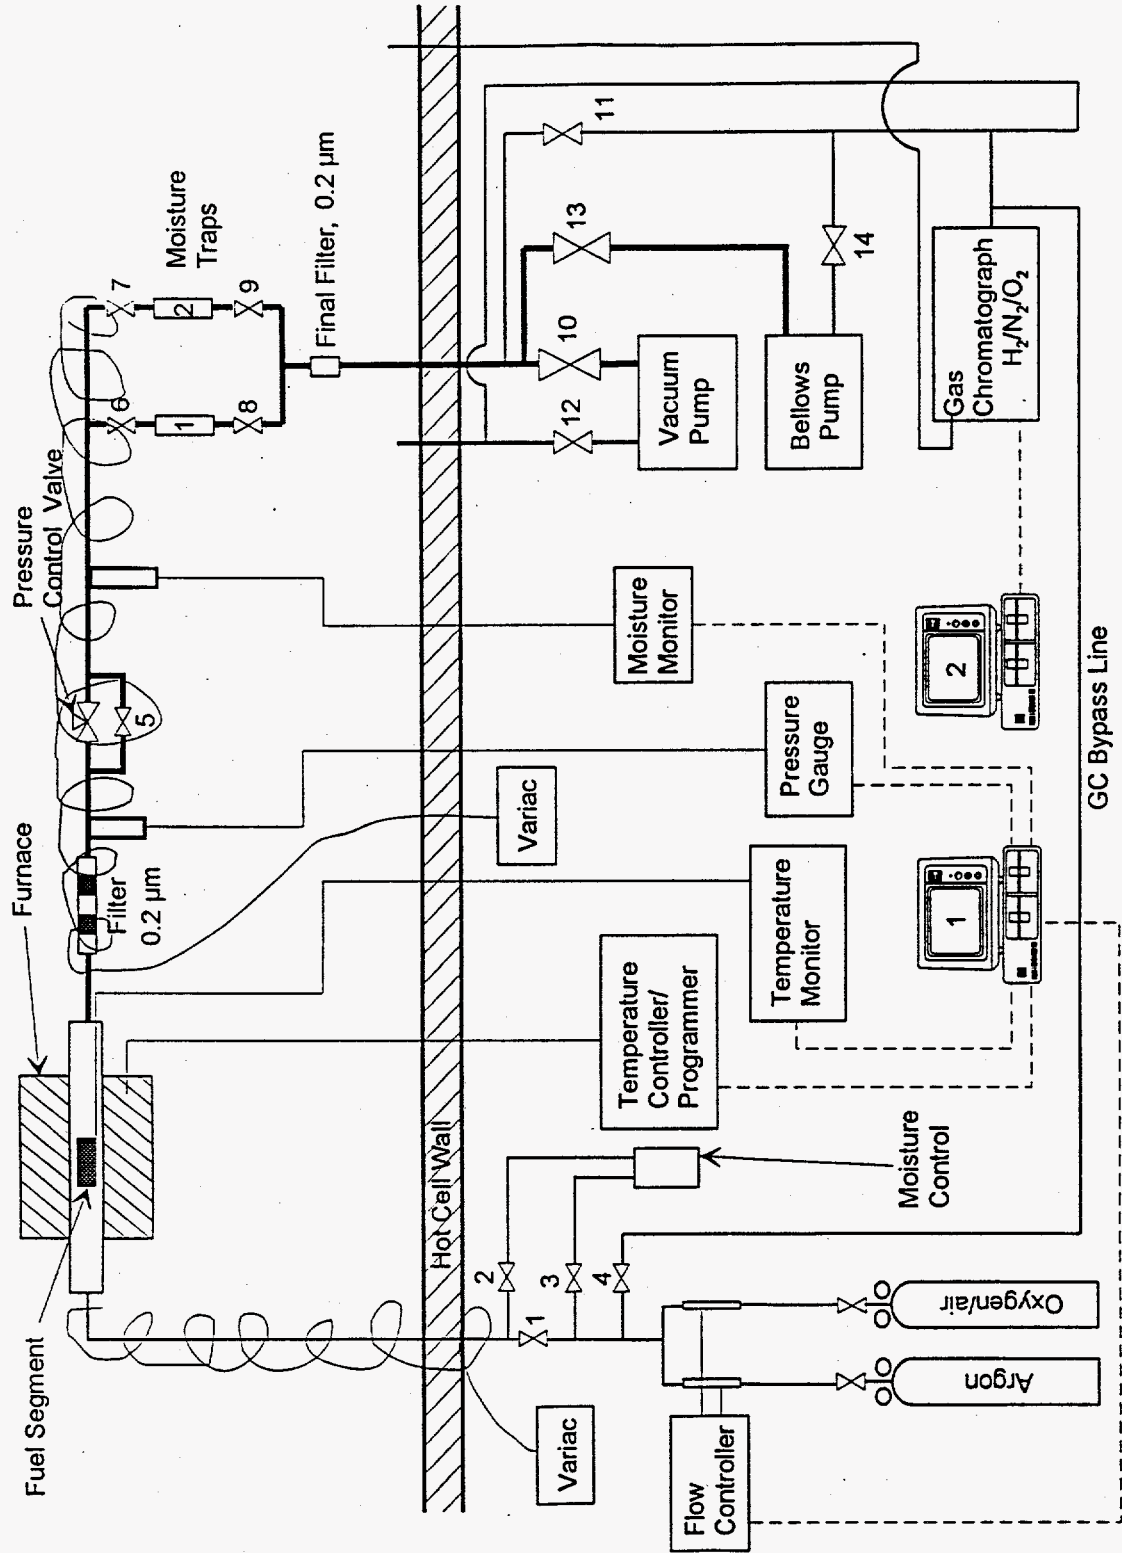 Furnace
Fuel Segment
Filter
0.2 µm
Pressure
Control Valve
5
6
7
1
2
8
9
Moisture
Traps
Final Filter, 0.2 µm
Hot Cell Wall
Variac
Variac
1
2
3
4
Moisture
Control
Flow
Controller
Argon
Oxygen/air
Temperature
Controller/
Programmer
Temperature
Monitor
Pressure
Gauge
Moisture
Monitor
1
2
12
10
13
11
14
Vacuum
Pump
Bellows
Pump
Gas
Chromatograph
H₂/N₂/O₂
GC Bypass Line